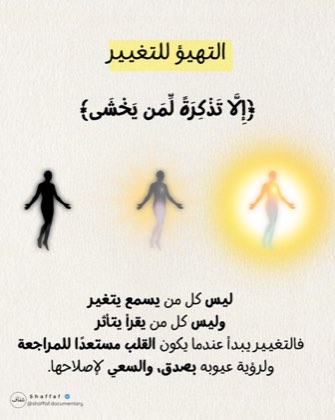 التهيؤ للتغيير
﴿إِلَّا تَذْكِرَةً لِّمَن يَخْشَى﴾
ليس كل من يسمع يتغير
وليس كل من يقرأ يتأثر
فالتغيير يبدأ عندما يكون القلب مستعدًا للمراجعة
ولرؤية عيوبه بصدق، والسعي لإصلاحها.
شفاف
Shaffaf
@shaffaf.documentary